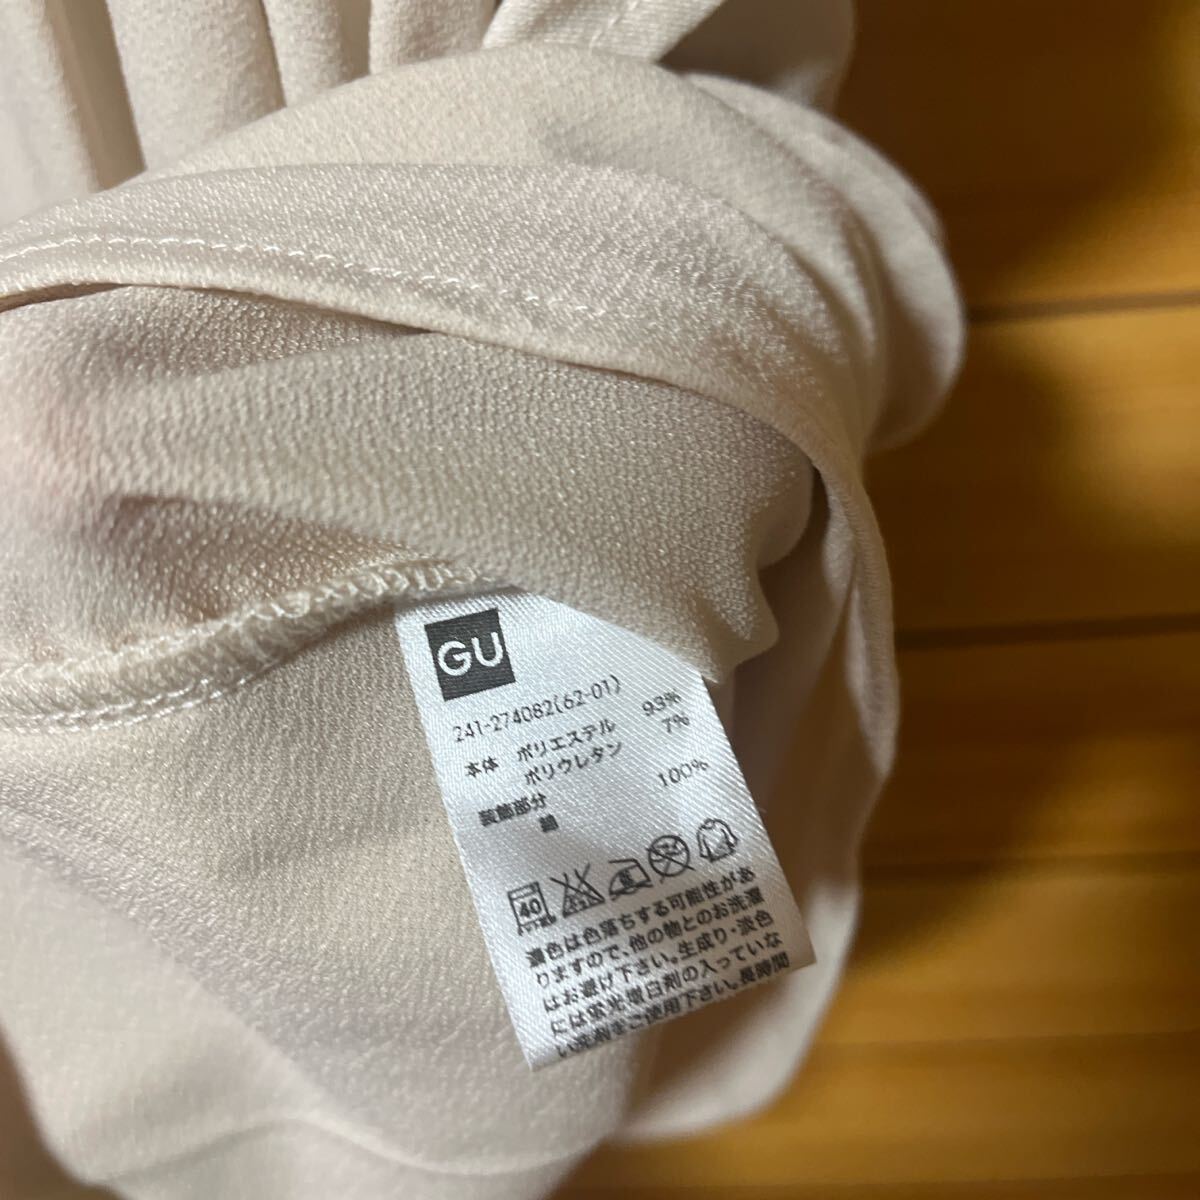 GU
241-274082(62-01)
本体 ポリエステル 93%
ポリウレタン 7%
装飾部分
綿 100%
40
濃色は色落ちする可能性があ
りますので、他の物とのお洗濯
はお避け下さい。生成り・淡色
には蛍光増白剤の入っていな
い洗剤をご使用下さい。長時間